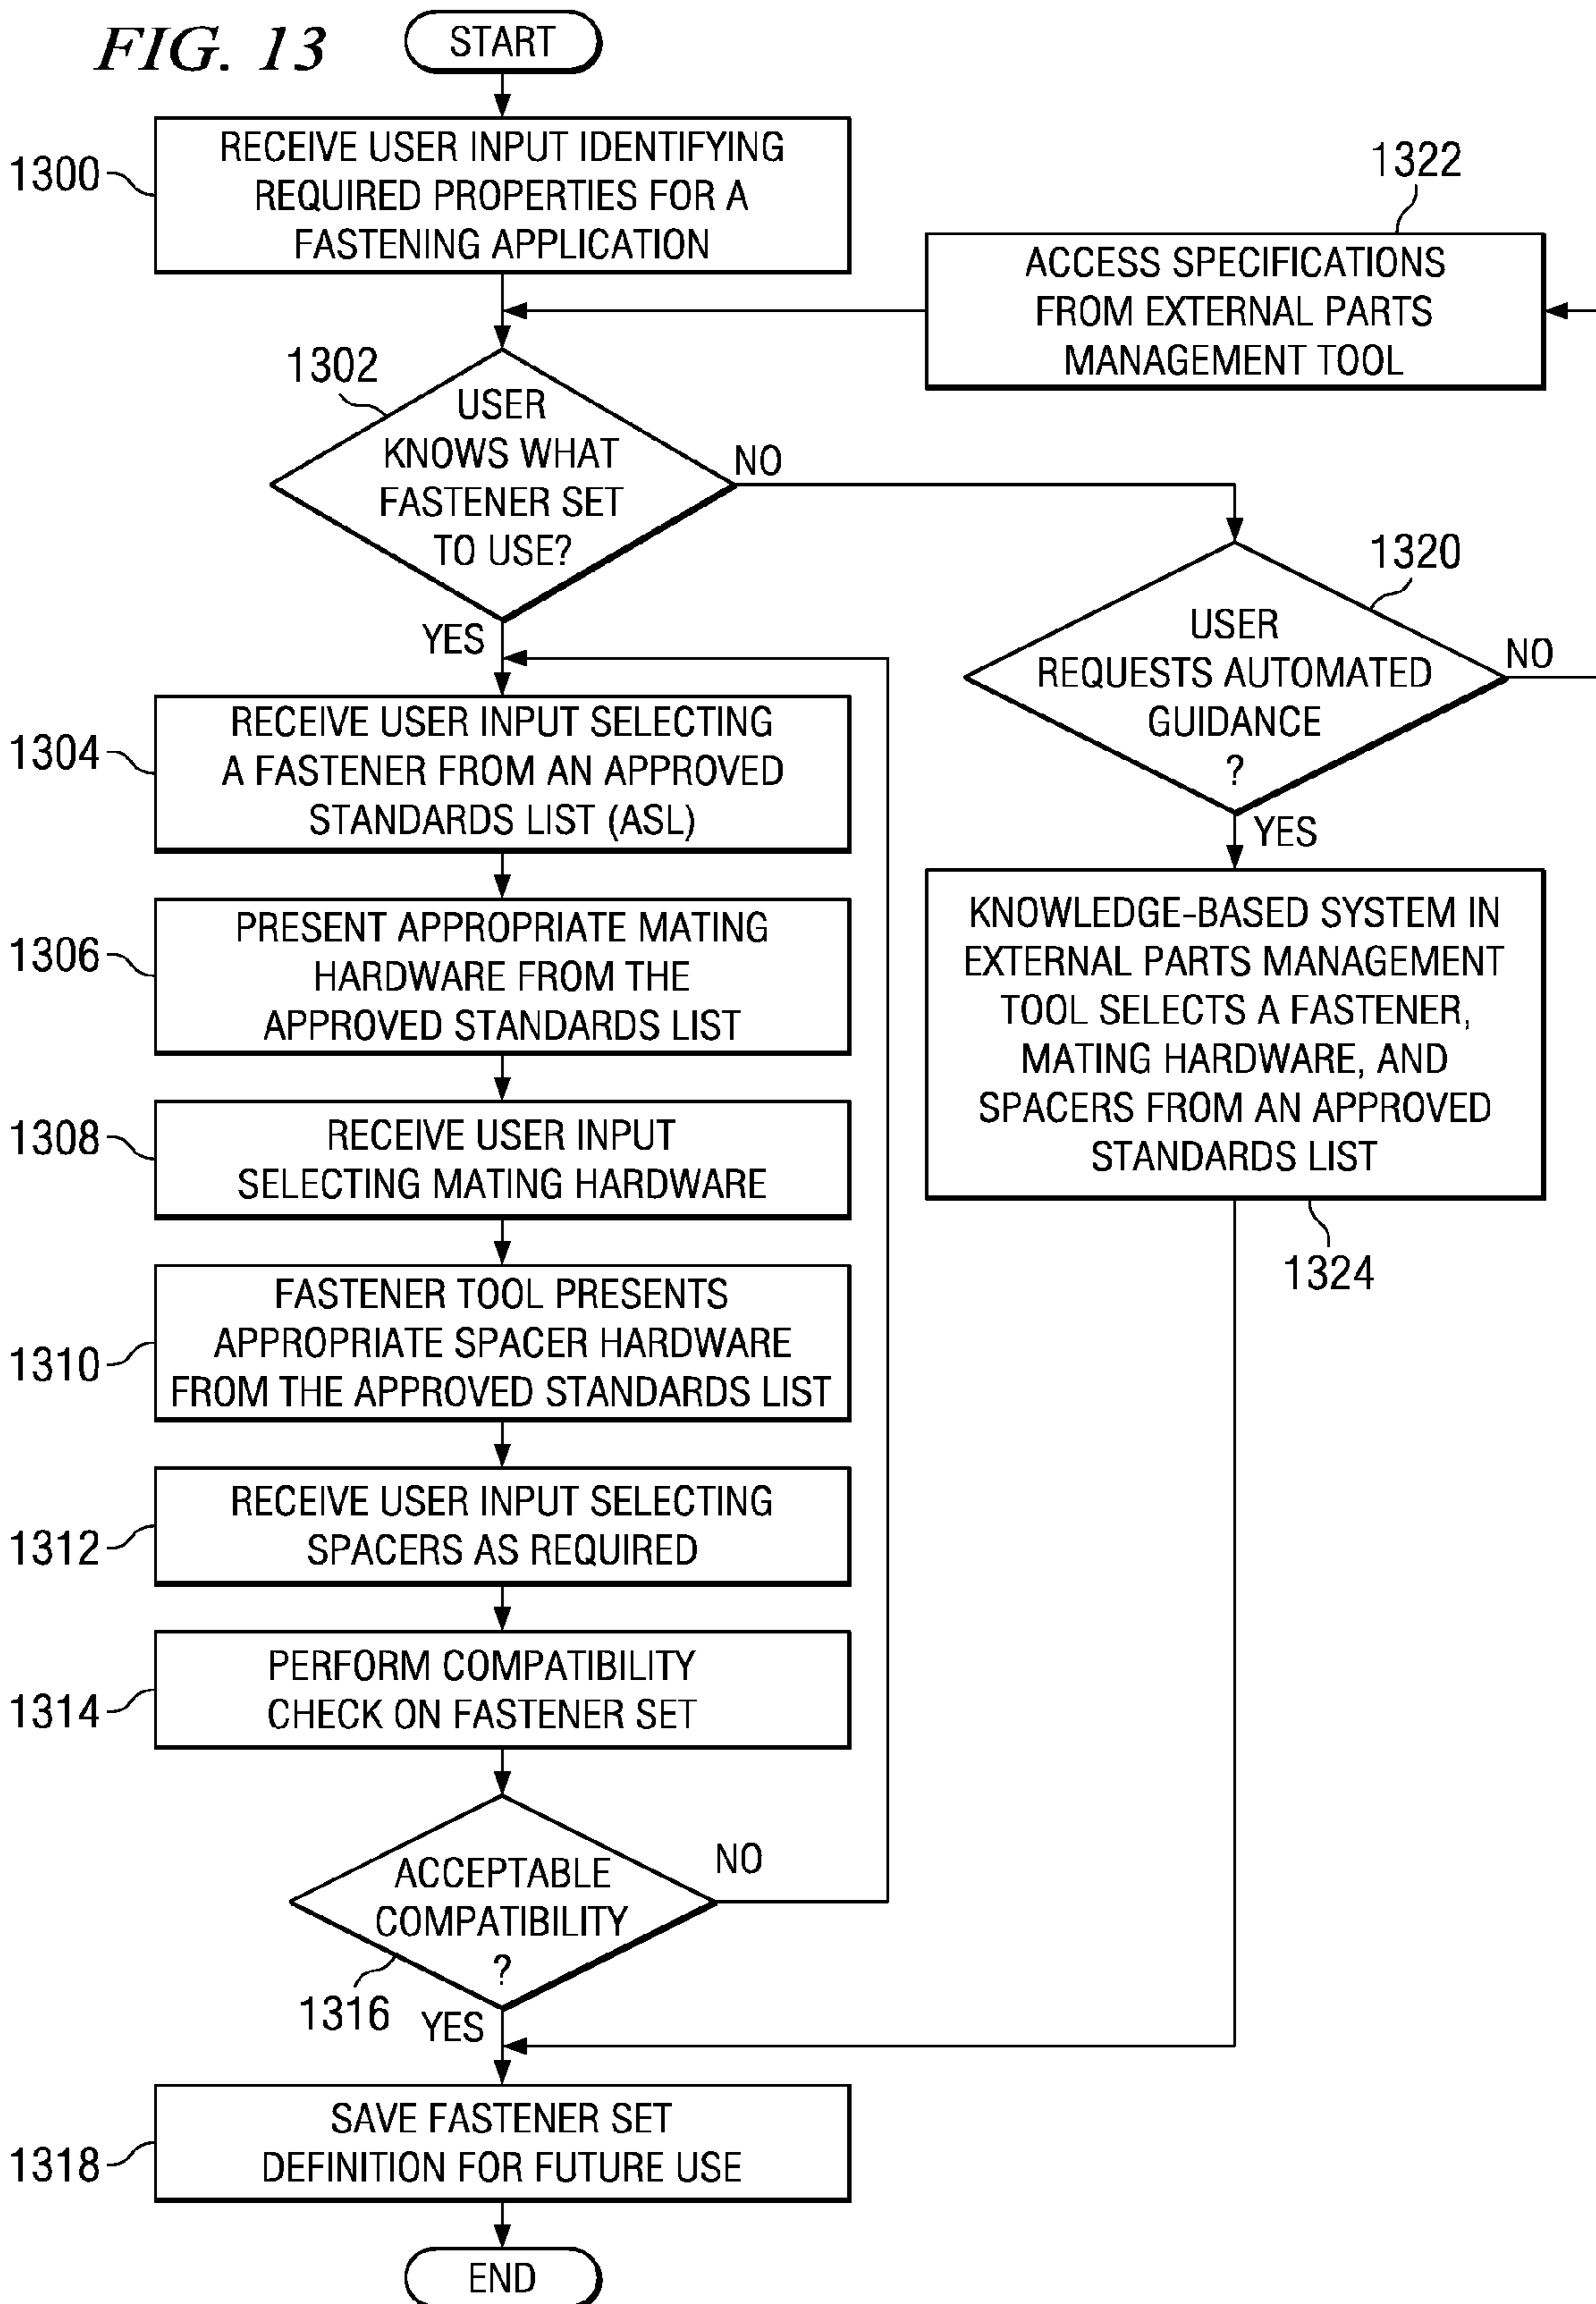 FIG. 13
START
1300
RECEIVE USER INPUT IDENTIFYING
REQUIRED PROPERTIES FOR A
FASTENING APPLICATION
1322
ACCESS SPECIFICATIONS
FROM EXTERNAL PARTS
MANAGEMENT TOOL
1302
USER
KNOWS WHAT
FASTENER SET
TO USE?
NO
YES
1320
USER
REQUESTS AUTOMATED
GUIDANCE
?
NO
YES
1304
RECEIVE USER INPUT SELECTING
A FASTENER FROM AN APPROVED
STANDARDS LIST (ASL)
1306
PRESENT APPROPRIATE MATING
HARDWARE FROM THE
APPROVED STANDARDS LIST
KNOWLEDGE-BASED SYSTEM IN
EXTERNAL PARTS MANAGEMENT
TOOL SELECTS A FASTENER,
MATING HARDWARE, AND
SPACERS FROM AN APPROVED
STANDARDS LIST
1324
1308
RECEIVE USER INPUT
SELECTING MATING HARDWARE
1310
FASTENER TOOL PRESENTS
APPROPRIATE SPACER HARDWARE
FROM THE APPROVED STANDARDS LIST
1312
RECEIVE USER INPUT SELECTING
SPACERS AS REQUIRED
1314
PERFORM COMPATIBILITY
CHECK ON FASTENER SET
ACCEPTABLE
COMPATIBILITY
?
NO
1316
YES
1318
SAVE FASTENER SET
DEFINITION FOR FUTURE USE
END